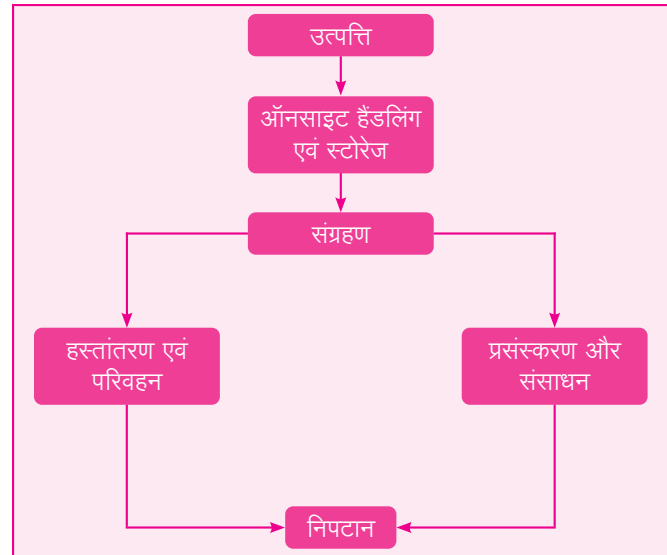 उत्पत्ति
ऑनसाइट हैंडलिंग
एवं स्टोरेज
संग्रहण
हस्तांतरण एवं
परिवहन
प्रसंस्करण और
संसाधन
निपटान